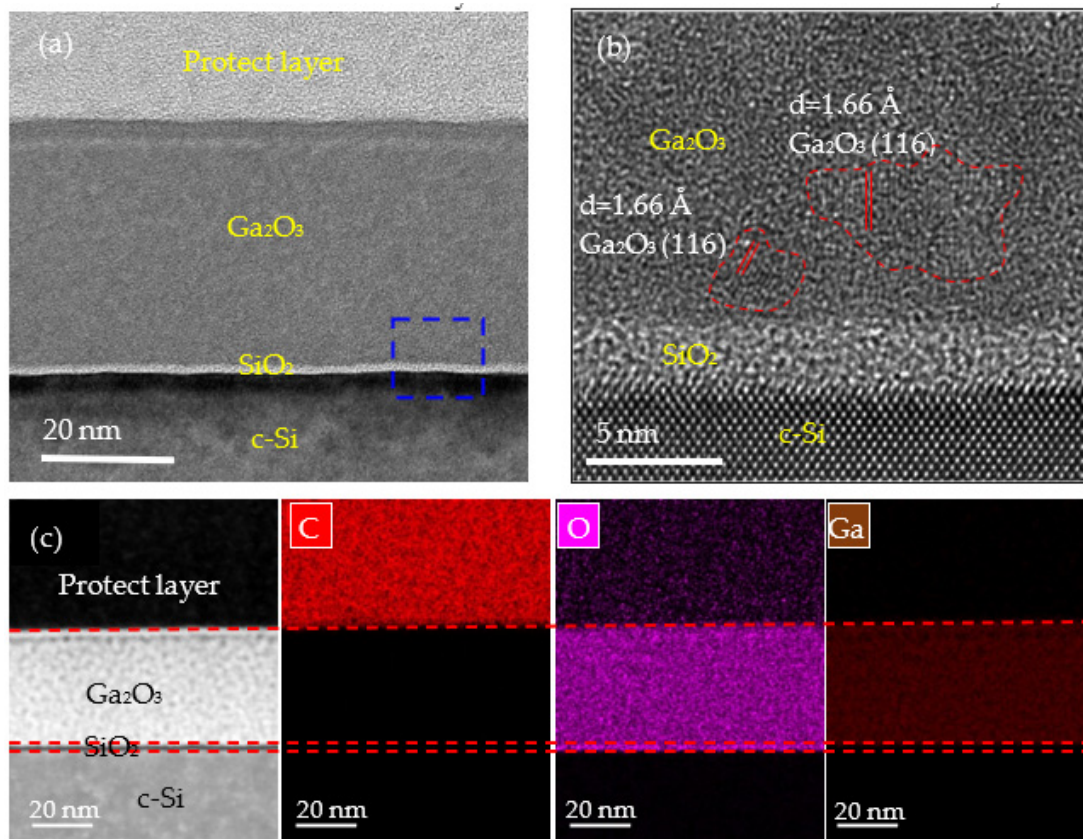 (a)
Protect layer
Ga₂O₃
SiO₂
c-Si
20 nm
(b)
d=1.66 Å
Ga₂O₃ (116)
Ga₂O₃
d=1.66 Å
Ga₂O₃ (116)
SiO₂
c-Si
5 nm
(c)
Protect layer
Ga₂O₃
SiO₂
c-Si
20 nm
C
20 nm
O
20 nm
Ga
20 nm